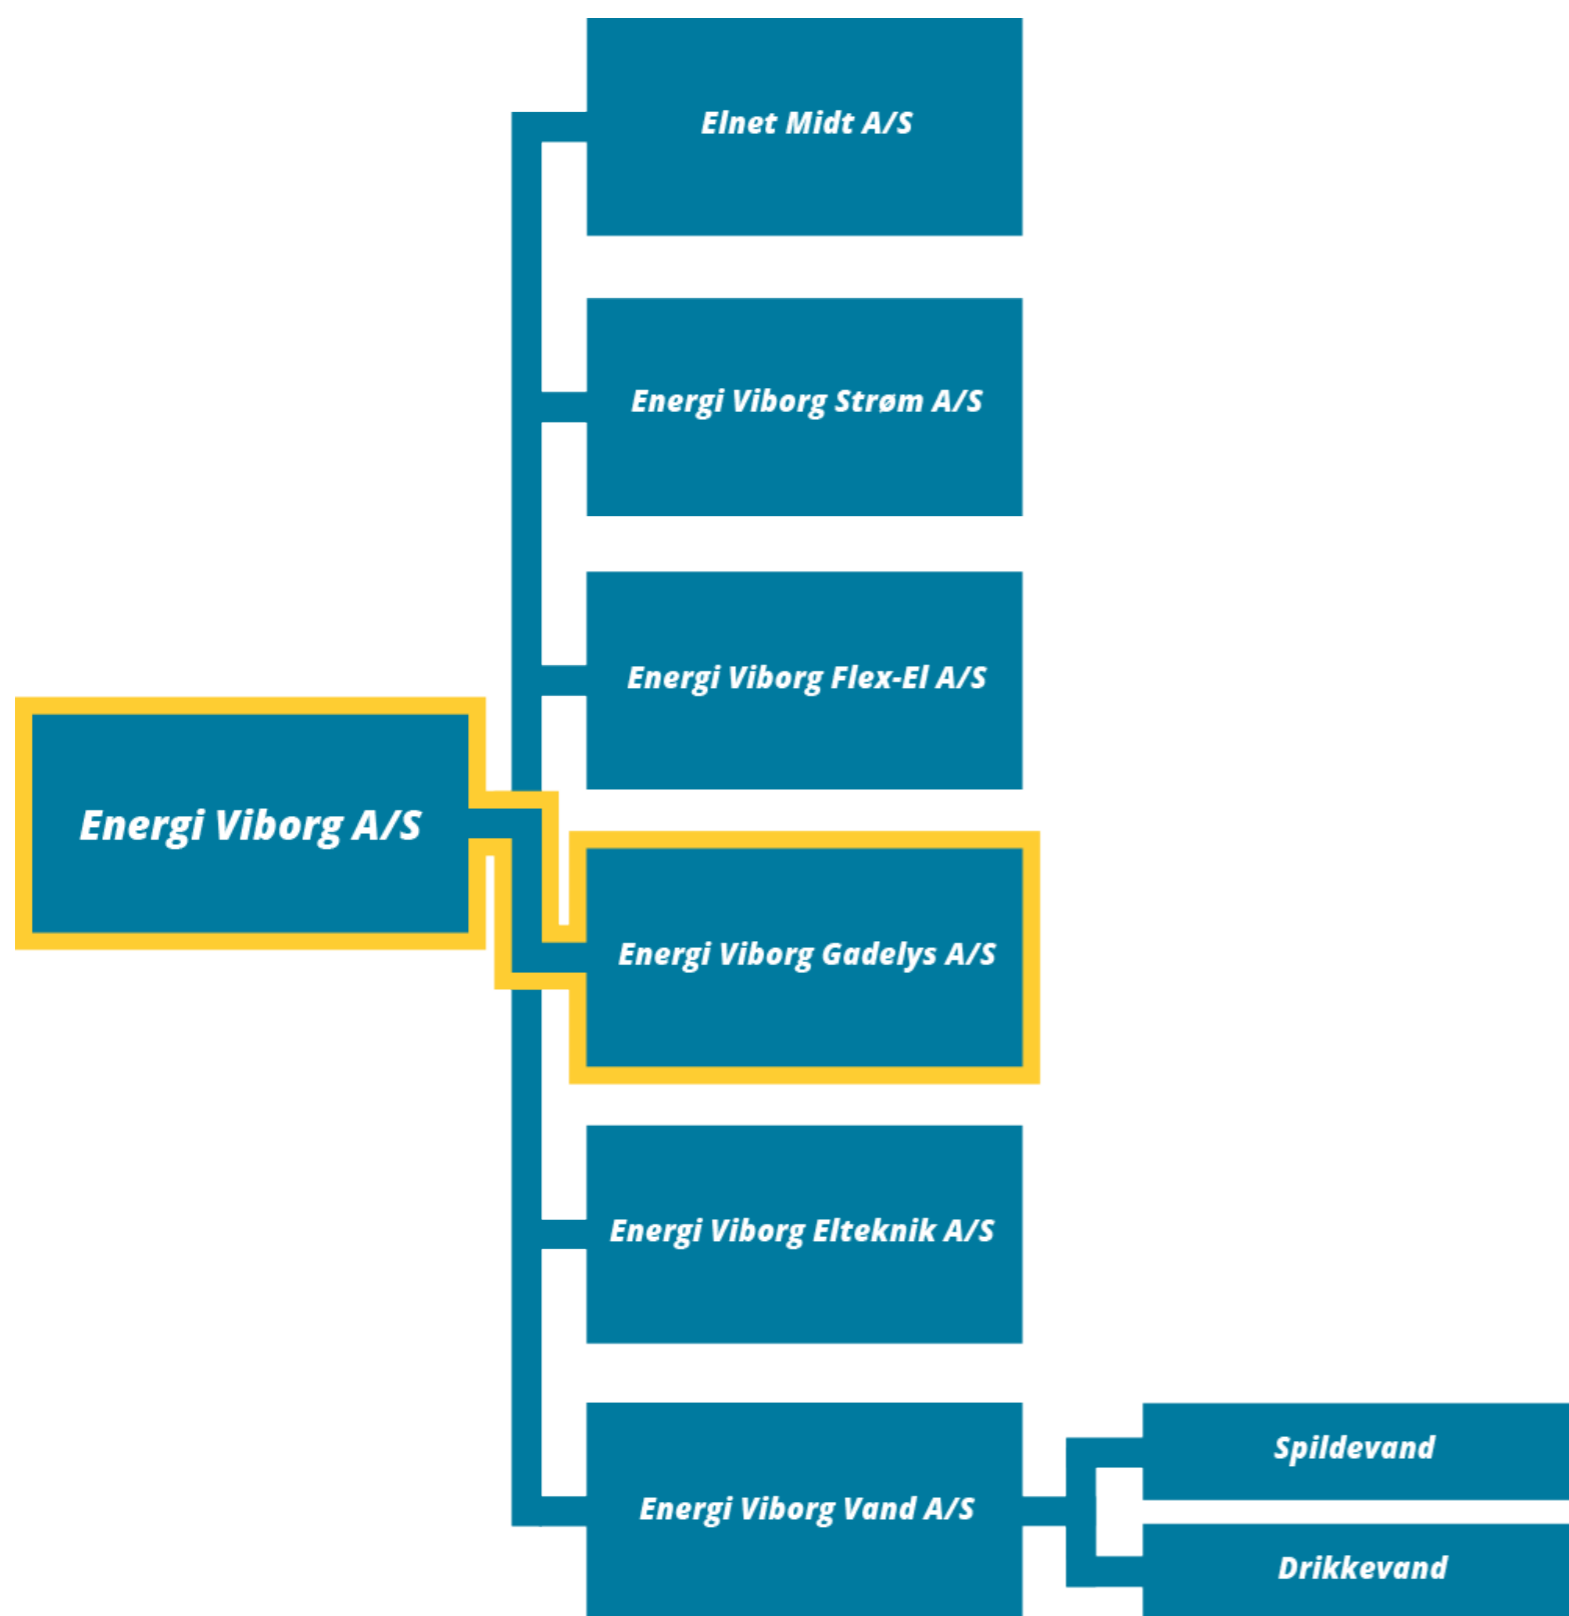 Elnet Midt A/S
Energi Viborg Strøm A/S
Energi Viborg Flex-El A/S
Energi Viborg A/S
Energi Viborg Gadelys A/S
Energi Viborg Elteknik A/S
Energi Viborg Vand A/S
Spildevand
Drikkevand